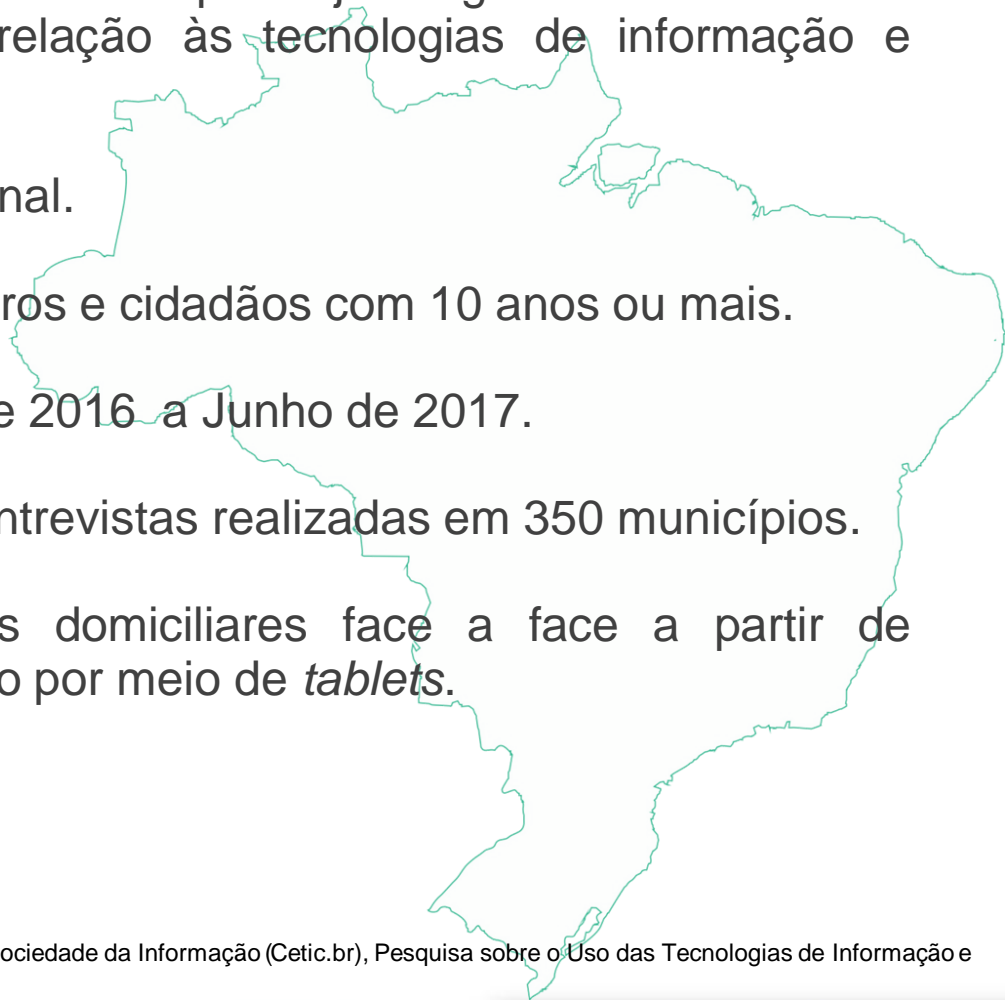 relação às tecnologias de informação e
nal.
ros e cidadãos com 10 anos ou mais.
e 2016 a Junho de 2017.
ntrevistas realizadas em 350 municípios.
s domiciliares face a face a partir de
o por meio de tablets.
ociedade da Informação (Cetic.br), Pesquisa sobre o Uso das Tecnologias de Informação e